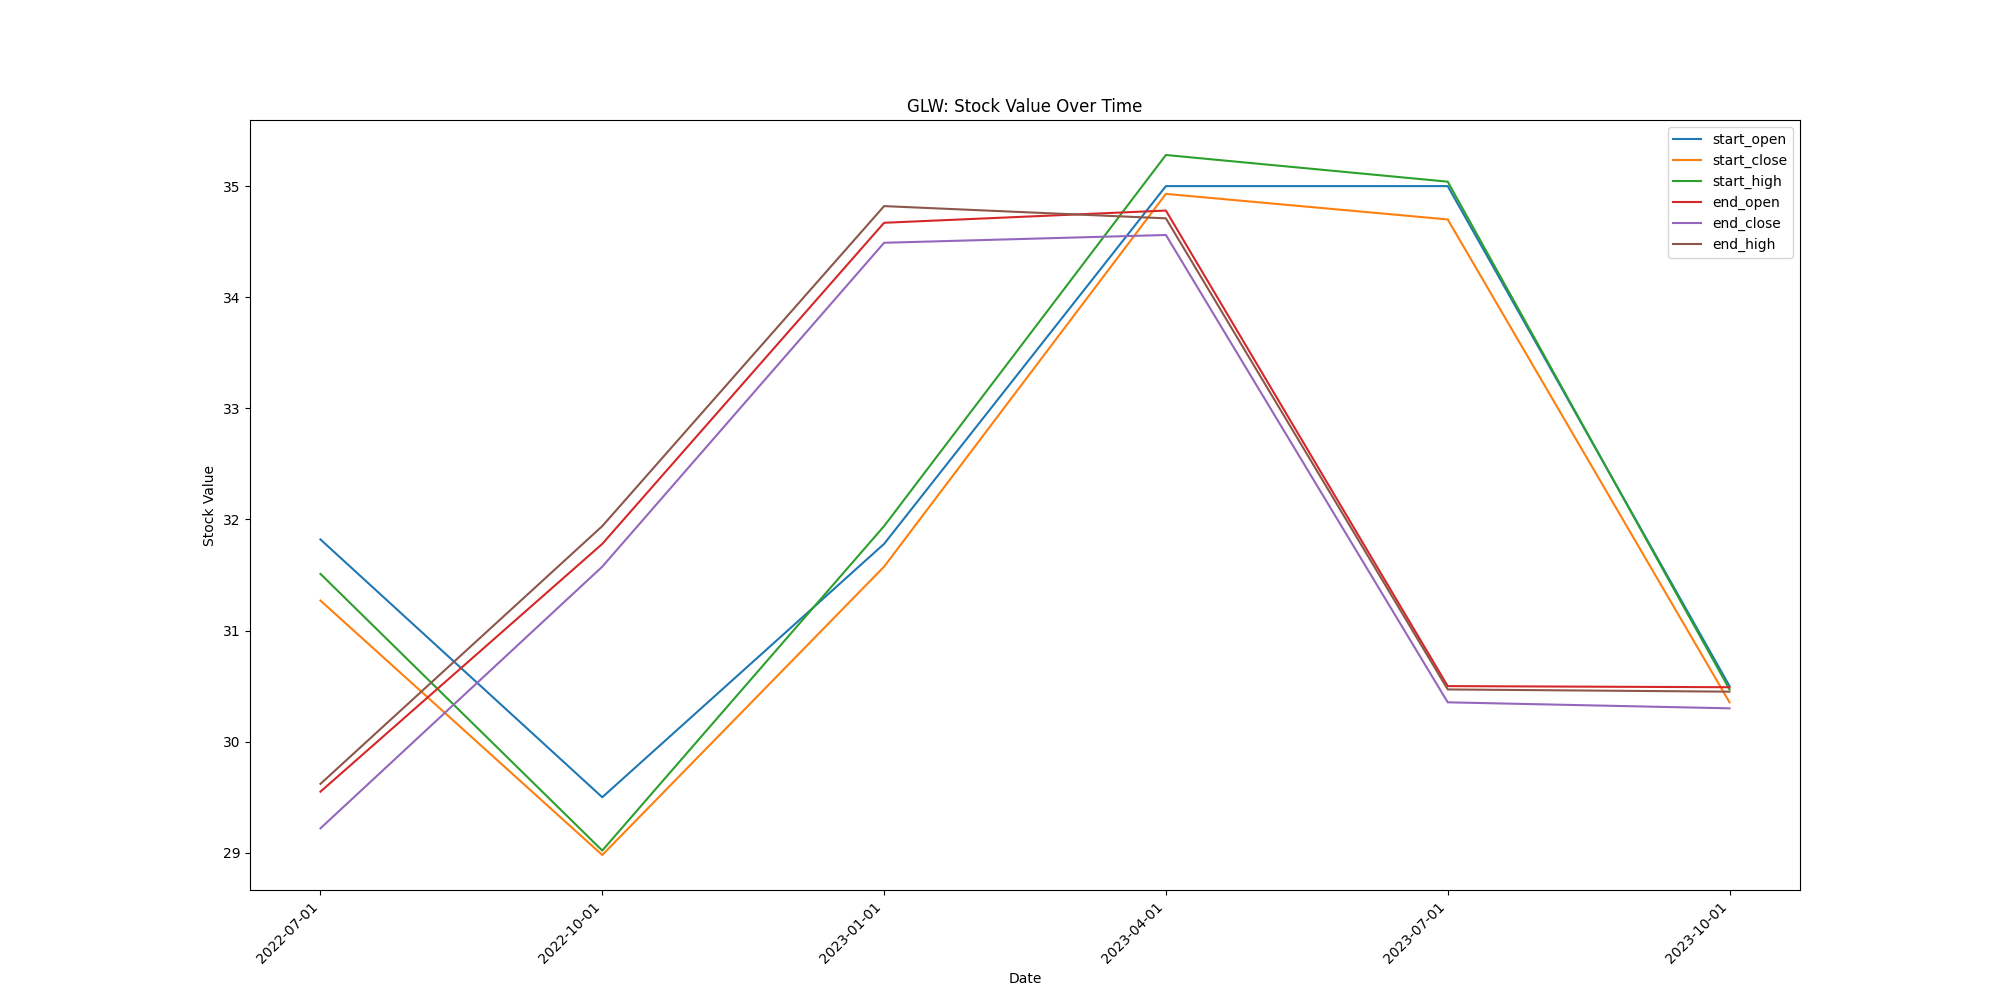 GLW: Stock Value Over Time
start_open
start_close
start_high
end_open
end_close
end_high
Stock Value
35
34
33
32
31
30
29
2022-07-01
2022-10-01
2023-01-01
2023-04-01
2023-07-01
2023-10-01
Date